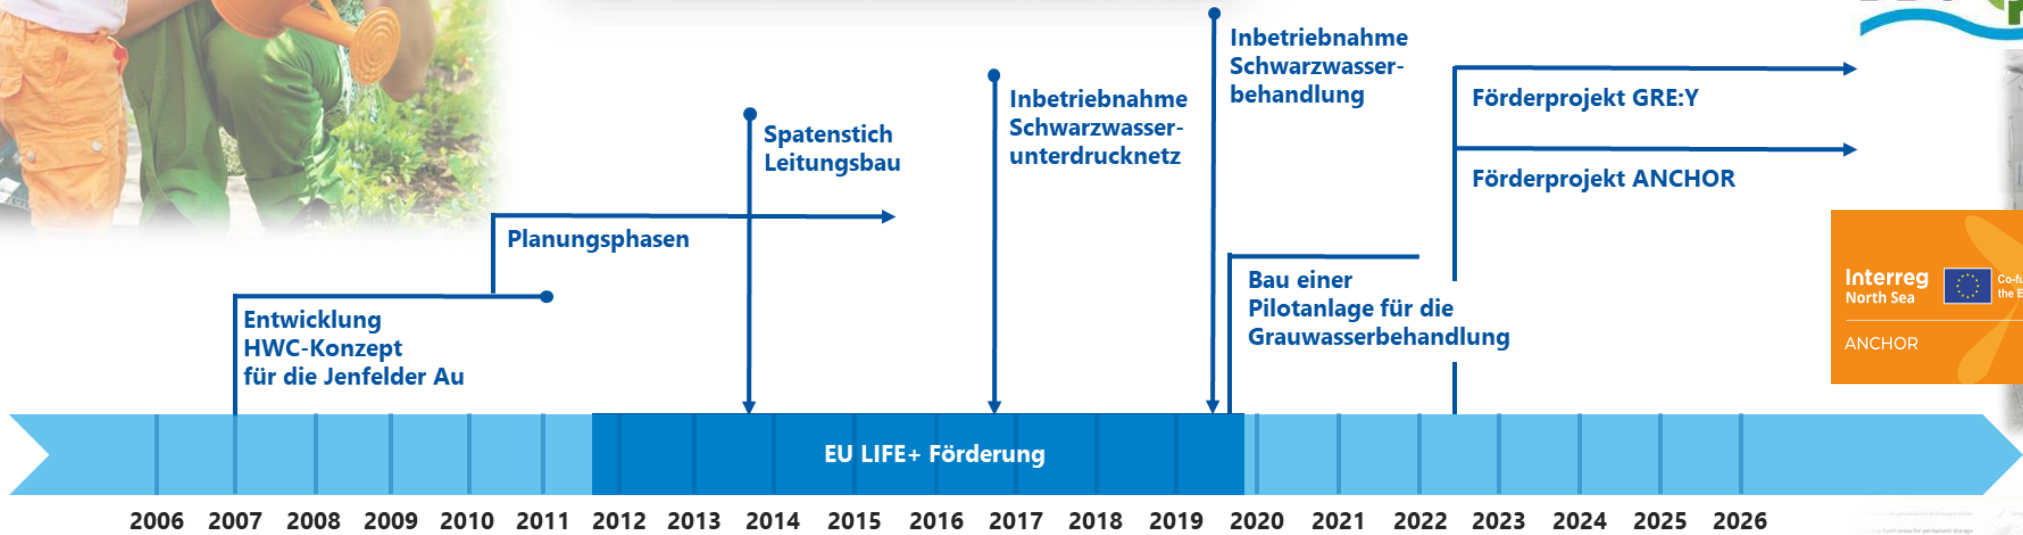 Inbetriebnahme
Schwarzwasser-
behandlung
Förderprojekt GRE:Y
Inbetriebnahme
Schwarzwasser-
unterdrucknetz
Spatenstich
Leitungsbau
Förderprojekt ANCHOR
Planungsphasen
Bau einer
Pilotanlage für die
Grauwasserbehandlung
Interreg
North Sea
the
ANCHOR
Entwicklung
HWC-Konzept
für die Jenfelder Au
EU LIFE+ Förderung
2006 2007 2008 2009 2010 2011 2012 2013 2014 2015 2016 2017 2018 2019 2020 2021 2022 2023 2024 2025 2026